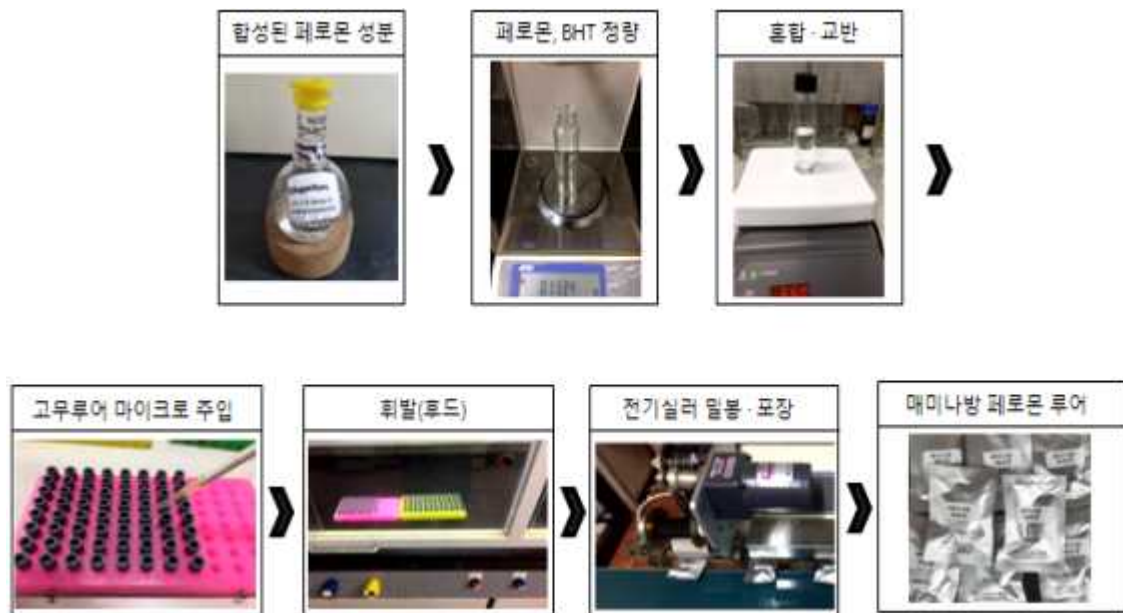 합성된 페로몬 성분
페로몬, BHT 정량
혼합 · 교반
고무루어 마이크로 주입
휘발(후드)
전기실러 밀봉 · 포장
매미나방 페로몬 루어